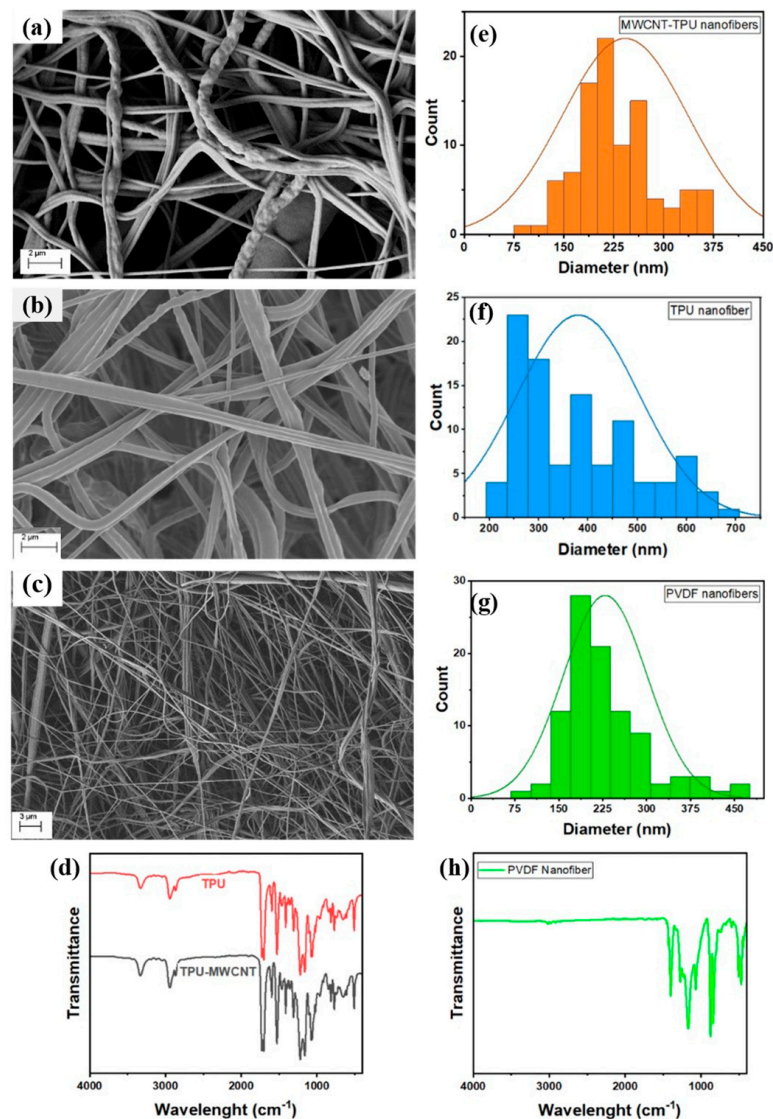 (a)
2 µm
(e)
MWCNT-TPU nanofibers
Count
20
10
0
0 75 150 225 300 375 450
Diameter (nm)
(b)
2 µm
(f)
TPU nanofiber
Count
25
20
15
10
5
0
200 300 400 500 600 700
Diameter (nm)
(c)
3 µm
(g)
PVDF nanofibers
Count
30
20
10
0
0 75 150 225 300 375 450
Diameter (nm)
(d)
TPU
TPU-MWCNT
Transmittance
4000 3000 2000 1000
Wavelenght (cm⁻¹)
(h)
PVDF Nanofiber
Transmittance
4000 3000 2000 1000
Wavelenght (cm⁻¹)